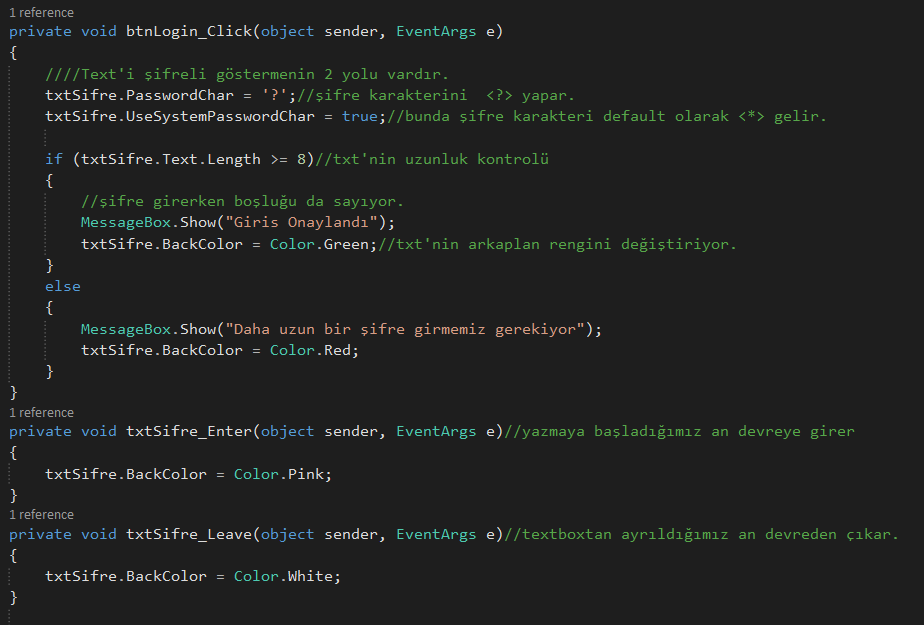 1 reference
private void btnLogin_Click(object sender, EventArgs e)
{
////Text'i şifreli göstermenin 2 yolu vardır.
txtSifre.PasswordChar = '?';//şifre karakterini  <?> yapar.
txtSifre.UseSystemPasswordChar = true;//bunda şifre karakteri default olarak <*> gelir.
if (txtSifre.Text.Length >= 8)//txt'nin uzunluk kontrolü
{
//şifre girerken boşluğu da sayıyor.
MessageBox.Show("Giris Onaylandı");
txtSifre.BackColor = Color.Green;//txt'nin arkaplan rengini değiştiriyor.
}
else
{
MessageBox.Show("Daha uzun bir şifre girmemiz gerekiyor");
txtSifre.BackColor = Color.Red;
}
}
1 reference
private void txtSifre_Enter(object sender, EventArgs e)//yazmaya başladığımız an devreye girer
{
txtSifre.BackColor = Color.Pink;
}
1 reference
private void txtSifre_Leave(object sender, EventArgs e)//textboxtan ayrıldığımız an devreden çıkar.
{
txtSifre.BackColor = Color.White;
}